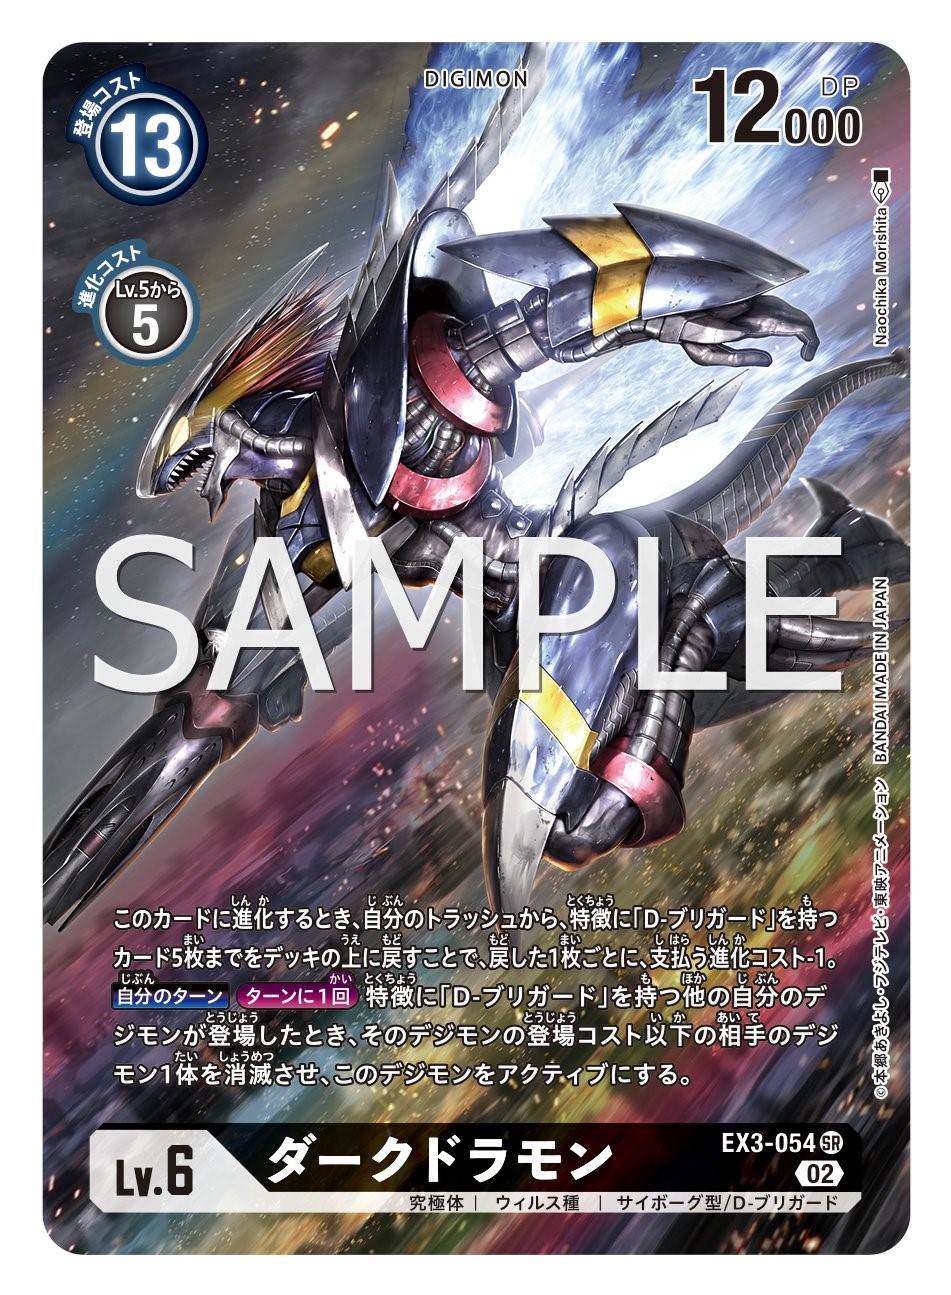 登場コスト
13
DIGIMON
12000
DP
進化コスト
Lv.5から
5
Naochika Morishita
SAMPLE
©本郷あきよし・フジテレビ・東映アニメーション BANDAI MADE IN JAPAN
このカードに進化するとき、自分のトラッシュから、特徴に「D-ブリガード」を持つ
カード5枚までをデッキの上に戻すことで、戻した1枚ごとに、支払う進化コスト-1。
自分のターン ターンに1回 特徴に「D-ブリガード」を持つ他の自分のデ
ジモンが登場したとき、そのデジモンの登場コスト以下の相手のデジ
モン1体を消滅させ、このデジモンをアクティブにする。
Lv.6
ダークドラモン
EX3-054 SR
02
究極体 | ウィルス種 | サイボーグ型/D-ブリガード